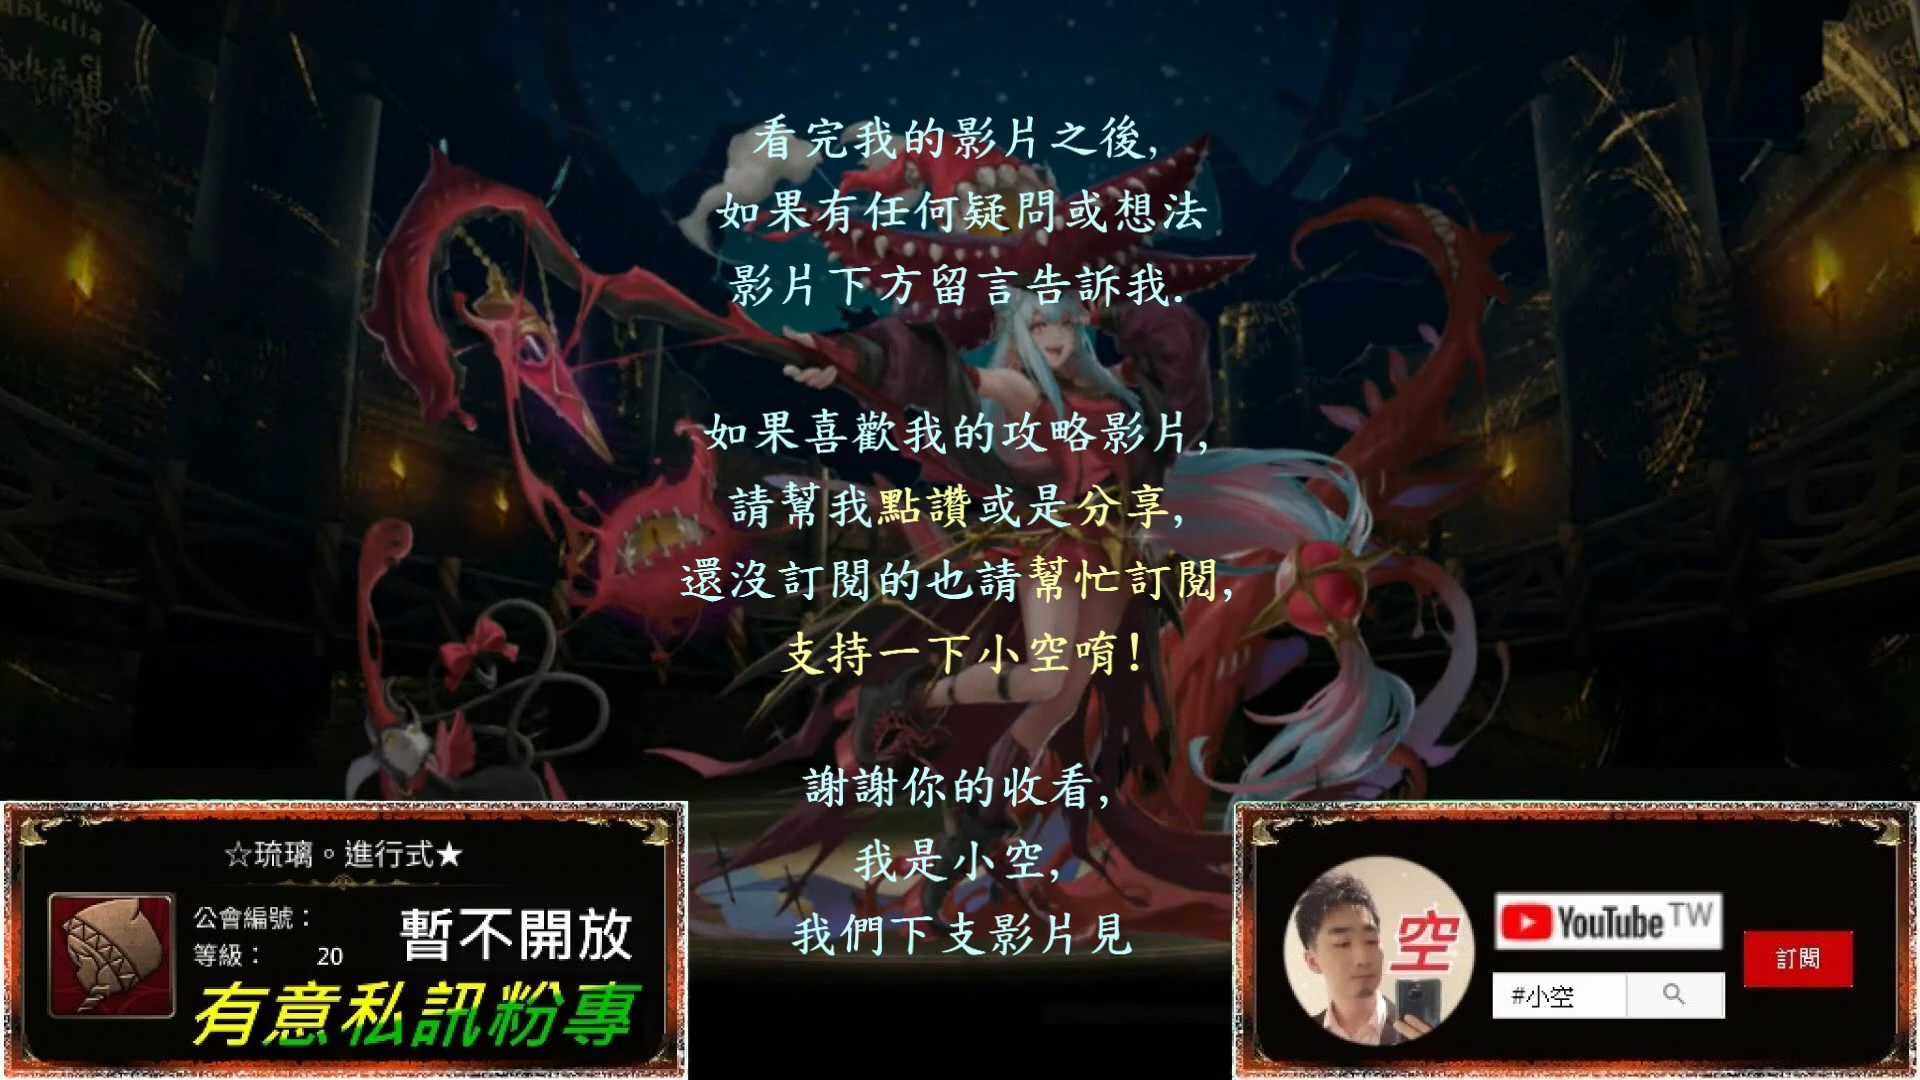 看完我的影片之後,
如果有任何疑問或想法
影片下方留言告訴我.
如果喜歡我的攻略影片,
請幫我點讚或是分享,
還沒訂閱的也請幫忙訂閱,
支持一下小空唷!
謝謝你的收看,
我是小空,
我們下支影片見
☆琉璃。進行式★
公會編號：
等級： 20
暫不開放
有意私訊粉專
空
YouTube TW
#小空
訂閱